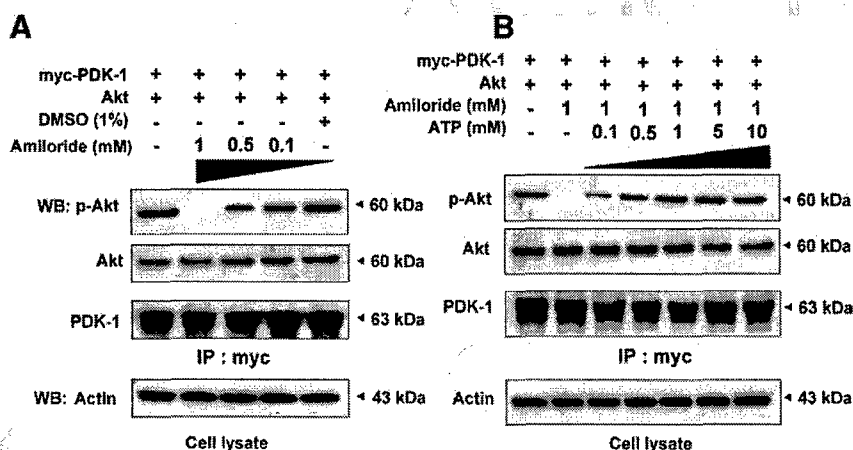 A
myc-PDK-1 + + + + +
Akt + + + + +
DMSO (1%) - - - - +
Amiloride (mM) - 1 0.5 0.1 -
WB: p-Akt ◄ 60 kDa
Akt ◄ 60 kDa
PDK-1 ◄ 63 kDa
IP : myc
WB: Actin ◄ 43 kDa
Cell lysate
B
myc-PDK-1 + + + + + + +
Akt + + + + + + +
Amiloride (mM) - 1 1 1 1 1 1
ATP (mM) - - 0.1 0.5 1 5 10
p-Akt ◄ 60 kDa
Akt ◄ 60 kDa
PDK-1 ◄ 63 kDa
IP : myc
Actin ◄ 43 kDa
Cell lysate